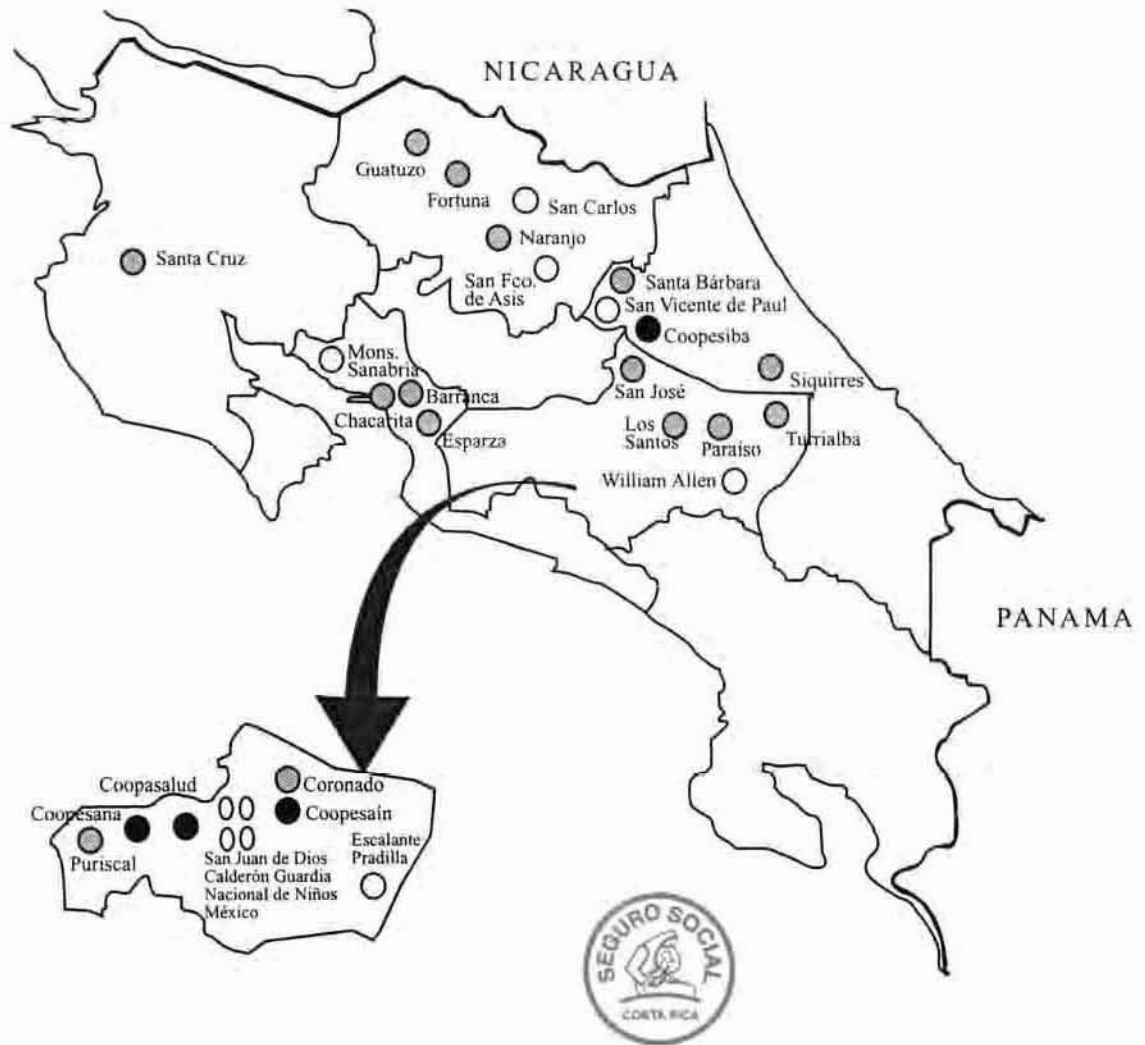 NICARAGUA
Guatuzo
Fortuna
San Carlos
Naranjo
Santa Cruz
San Fco.
de Asis
Santa Bárbara
San Vicente de Paul
Coopesiba
Mons.
Sanabria
San José
Siquirres
Barranca
Chacarita
Esparza
Los
Santos
Paraíso
Turrialba
William Allen
PANAMA
Coopasalud
Coronado
Coopesana
Coopesaín
Puriscal
Escalante
Pradilla
San Juan de Dios
Calderón Guardia
Nacional de Niños
México
SEGURO SOCIAL
COSTA RICA